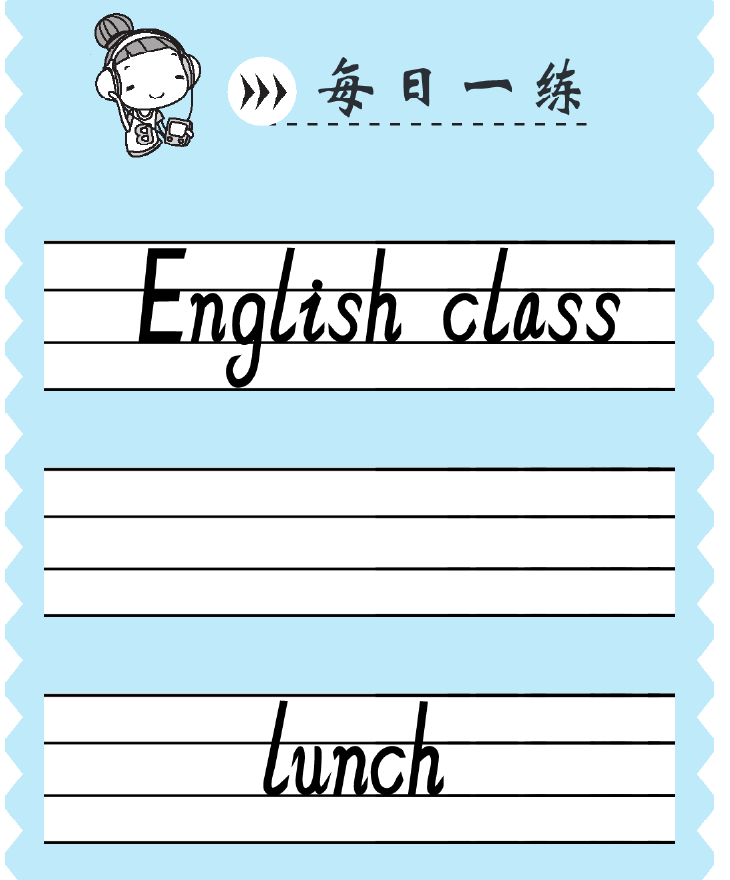 每日一练
English class
lunch